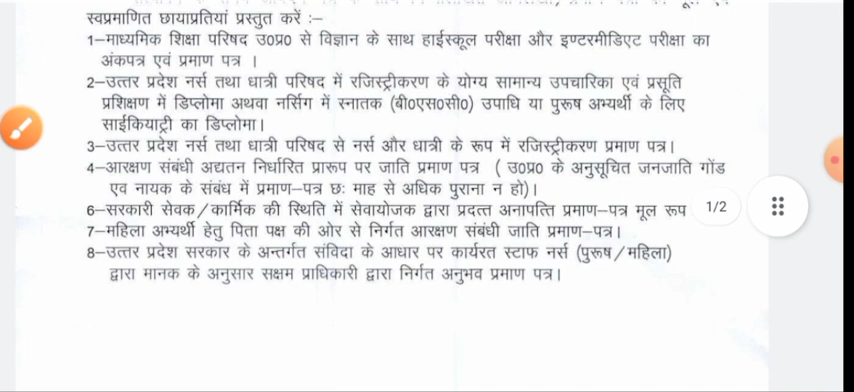 स्वप्रमाणित छायाप्रतियां प्रस्तुत करें :–
1–माध्यमिक शिक्षा परिषद उ0प्र0 से विज्ञान के साथ हाईस्कूल परीक्षा और इण्टरमीडिएट परीक्षा का
अंकपत्र एवं प्रमाण पत्र ।
2–उत्तर प्रदेश नर्स तथा धात्री परिषद में रजिस्ट्रीकरण के योग्य सामान्य उपचारिका एवं प्रसूति
प्रशिक्षण में डिप्लोमा अथवा नर्सिग में स्नातक (बी0एस0सी0) उपाधि या पुरूष अभ्यर्थी के लिए
साईकियाट्री का डिप्लोमा।
3–उत्तर प्रदेश नर्स तथा धात्री परिषद से नर्स और धात्री के रूप में रजिस्ट्रीकरण प्रमाण पत्र।
4–आरक्षण संबंधी अद्यतन निर्धारित प्रारूप पर जाति प्रमाण पत्र ( उ0प्र0 के अनुसूचित जनजाति गोंड
एव नायक के संबंध में प्रमाण–पत्र छः माह से अधिक पुराना न हो)।
6–सरकारी सेवक/कार्मिक की स्थिति में सेवायोजक द्वारा प्रदत्त अनापत्ति प्रमाण–पत्र मूल रूप
1/2
7–महिला अभ्यर्थी हेतु पिता पक्ष की ओर से निर्गत आरक्षण संबंधी जाति प्रमाण–पत्र।
8–उत्तर प्रदेश सरकार के अन्तर्गत संविदा के आधार पर कार्यरत स्टाफ नर्स (पुरूष/महिला)
द्वारा मानक के अनुसार सक्षम प्राधिकारी द्वारा निर्गत अनुभव प्रमाण पत्र।